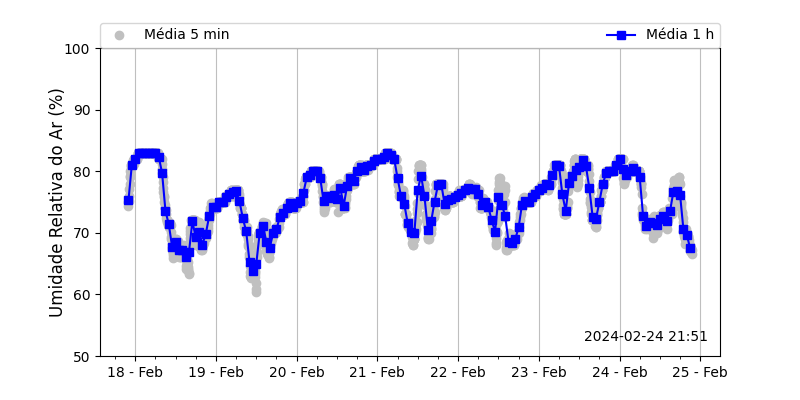 Média 5 min
Média 1 h
100
90
80
70
60
50
Umidade Relativa do Ar (%)
2024-02-24 21:51
18 - Feb
19 - Feb
20 - Feb
21 - Feb
22 - Feb
23 - Feb
24 - Feb
25 - Feb